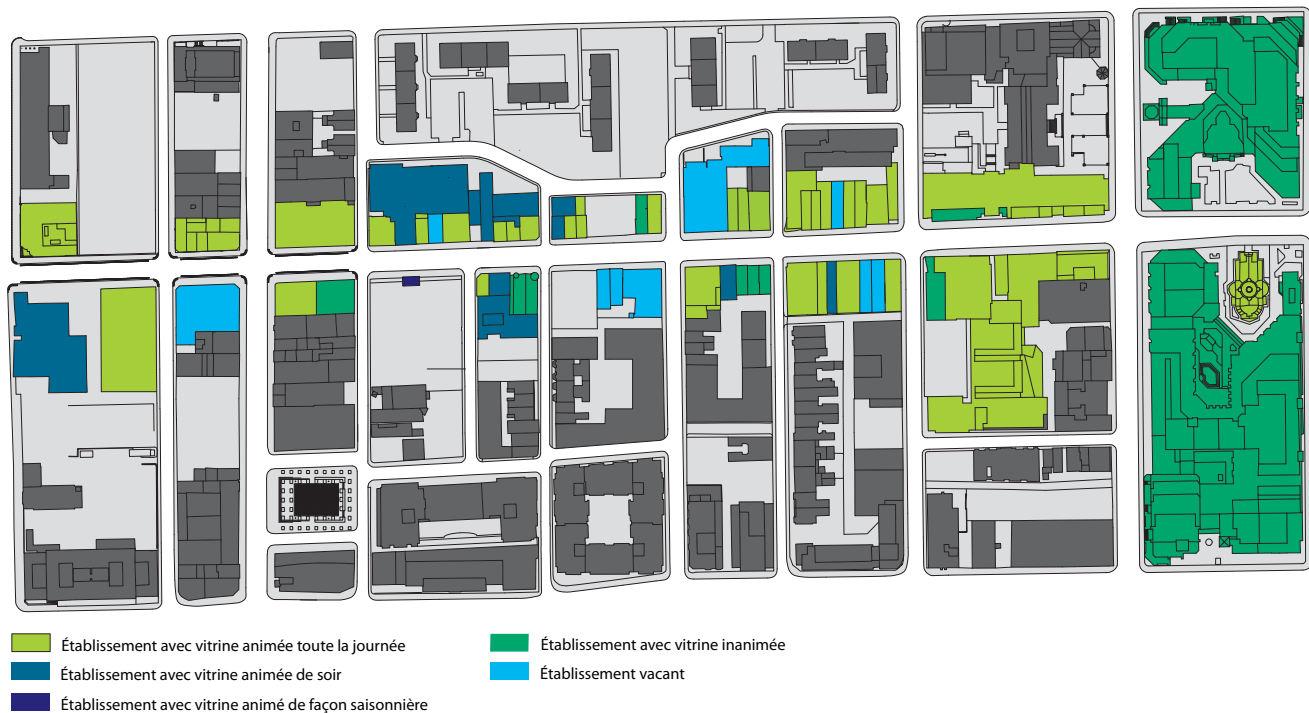 Établissement avec vitrine animée toute la journée
Établissement avec vitrine animée de soir
Établissement avec vitrine animé de façon saisonnière
Établissement avec vitrine inanimée
Établissement vacant